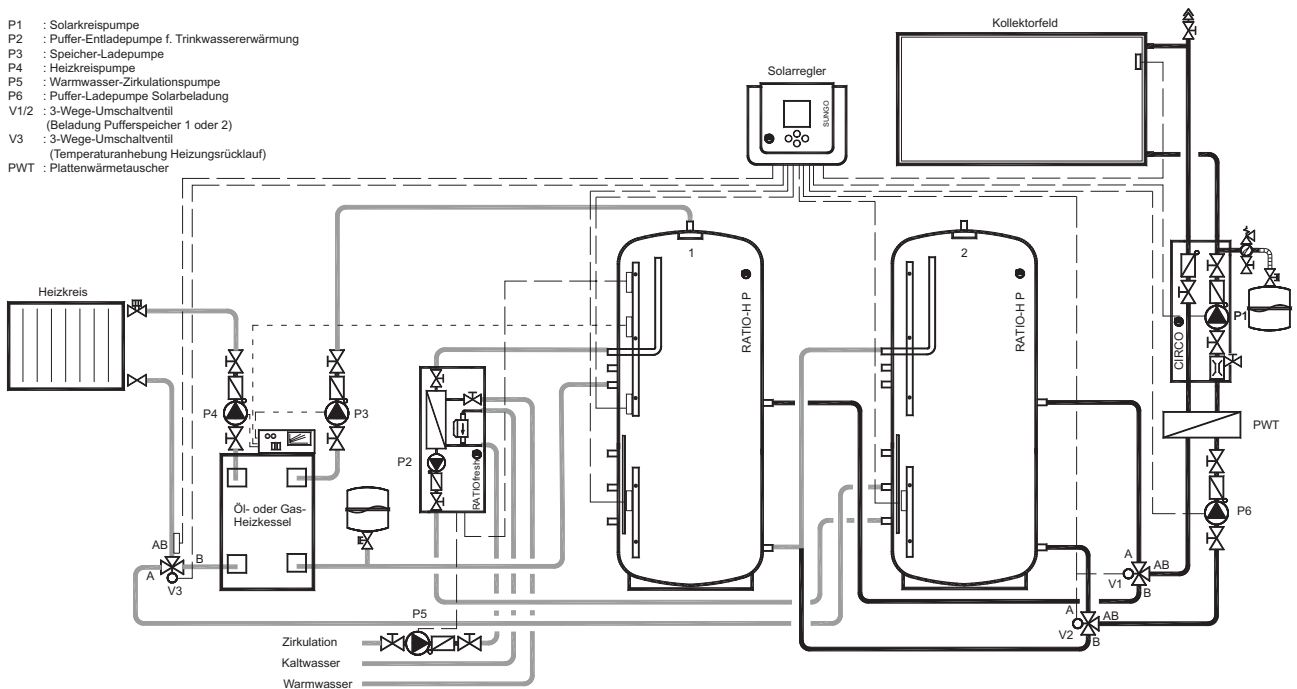 P1 : Solarkreispumpe
P2 : Puffer-Entladepumpe f. Trinkwassererwärmung
P3 : Speicher-Ladepumpe
P4 : Heizkreispumpe
P5 : Warmwasser-Zirkulationspumpe
P6 : Puffer-Ladepumpe Solarbeladung
V1/2 : 3-Wege-Umschaltventil
(Beladung Pufferspeicher 1 oder 2)
V3 : 3-Wege-Umschaltventil
(Temperaturanhebung Heizungsrücklauf)
PWT : Plattenwärmetauscher
Kollektorfeld
Solarregler
SUNGO
1
2
Heizkreis
RATIO-H P
RATIO-H P
P1
CIRCO
P4
P3
PWT
P2
RATIOfresh
Öl- oder Gas-
Heizkessel
P6
AB
A
B
V3
A
AB
V1
B
A
AB
V2
B
P5
Zirkulation
Kaltwasser
Warmwasser